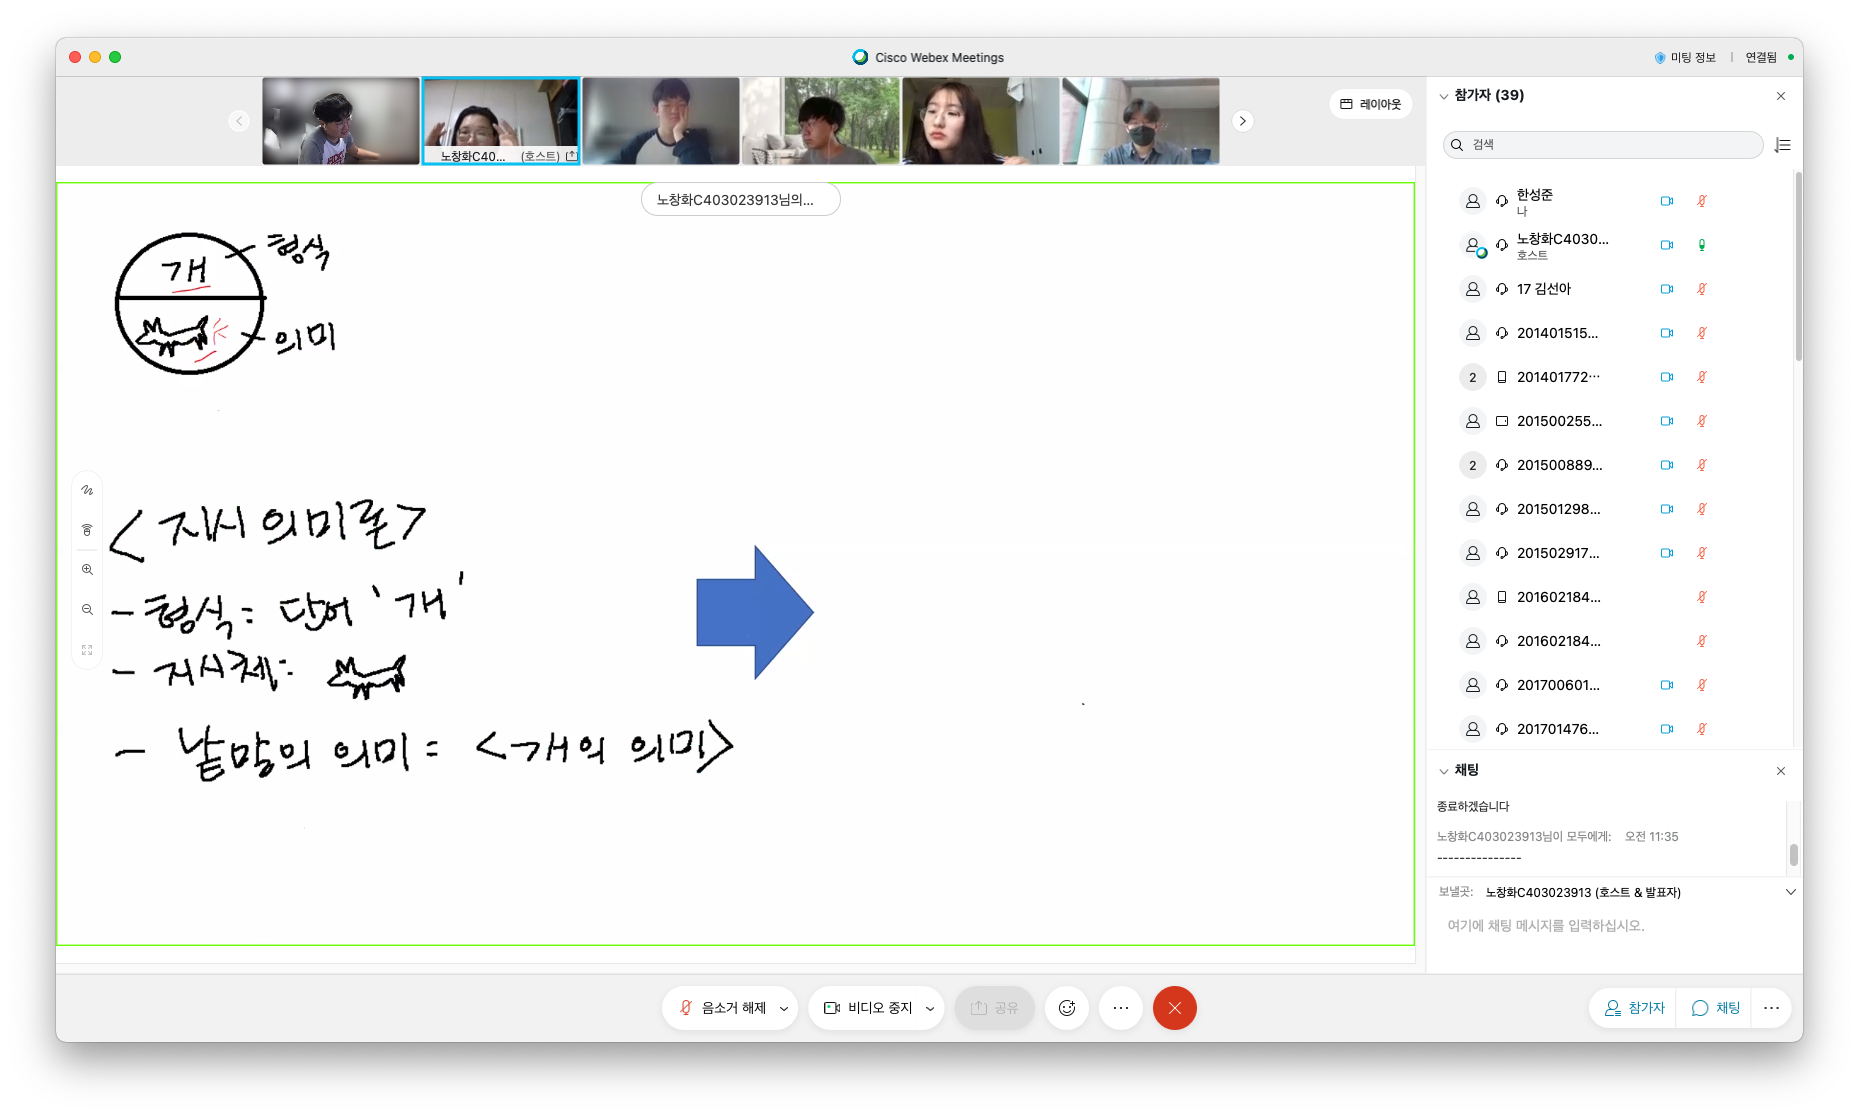 Cisco Webex Meetings
미팅 정보
연결됨
노창화C40... (호스트)
레이아웃
노창화C403023913님의...
개
형식
의미
<지시 의미론>
- 형식 = 단어 '개'
- 지시체 =
- 낱말의 의미 = <개의 의미>
참가자 (39)
검색
한성준
나
노창화C4030...
호스트
17 김선아
201401515...
2 201401772...
201500255...
2 201500889...
201501298...
201502917...
201602184...
201602184...
201700601...
201701476...
채팅
종료하겠습니다
노창화C403023913님이 모두에게: 오전 11:35
---------------
보낼곳: 노창화C403023913 (호스트 & 발표자)
여기에 채팅 메시지를 입력하십시오.
음소거 해제
비디오 중지
공유
참가자
채팅